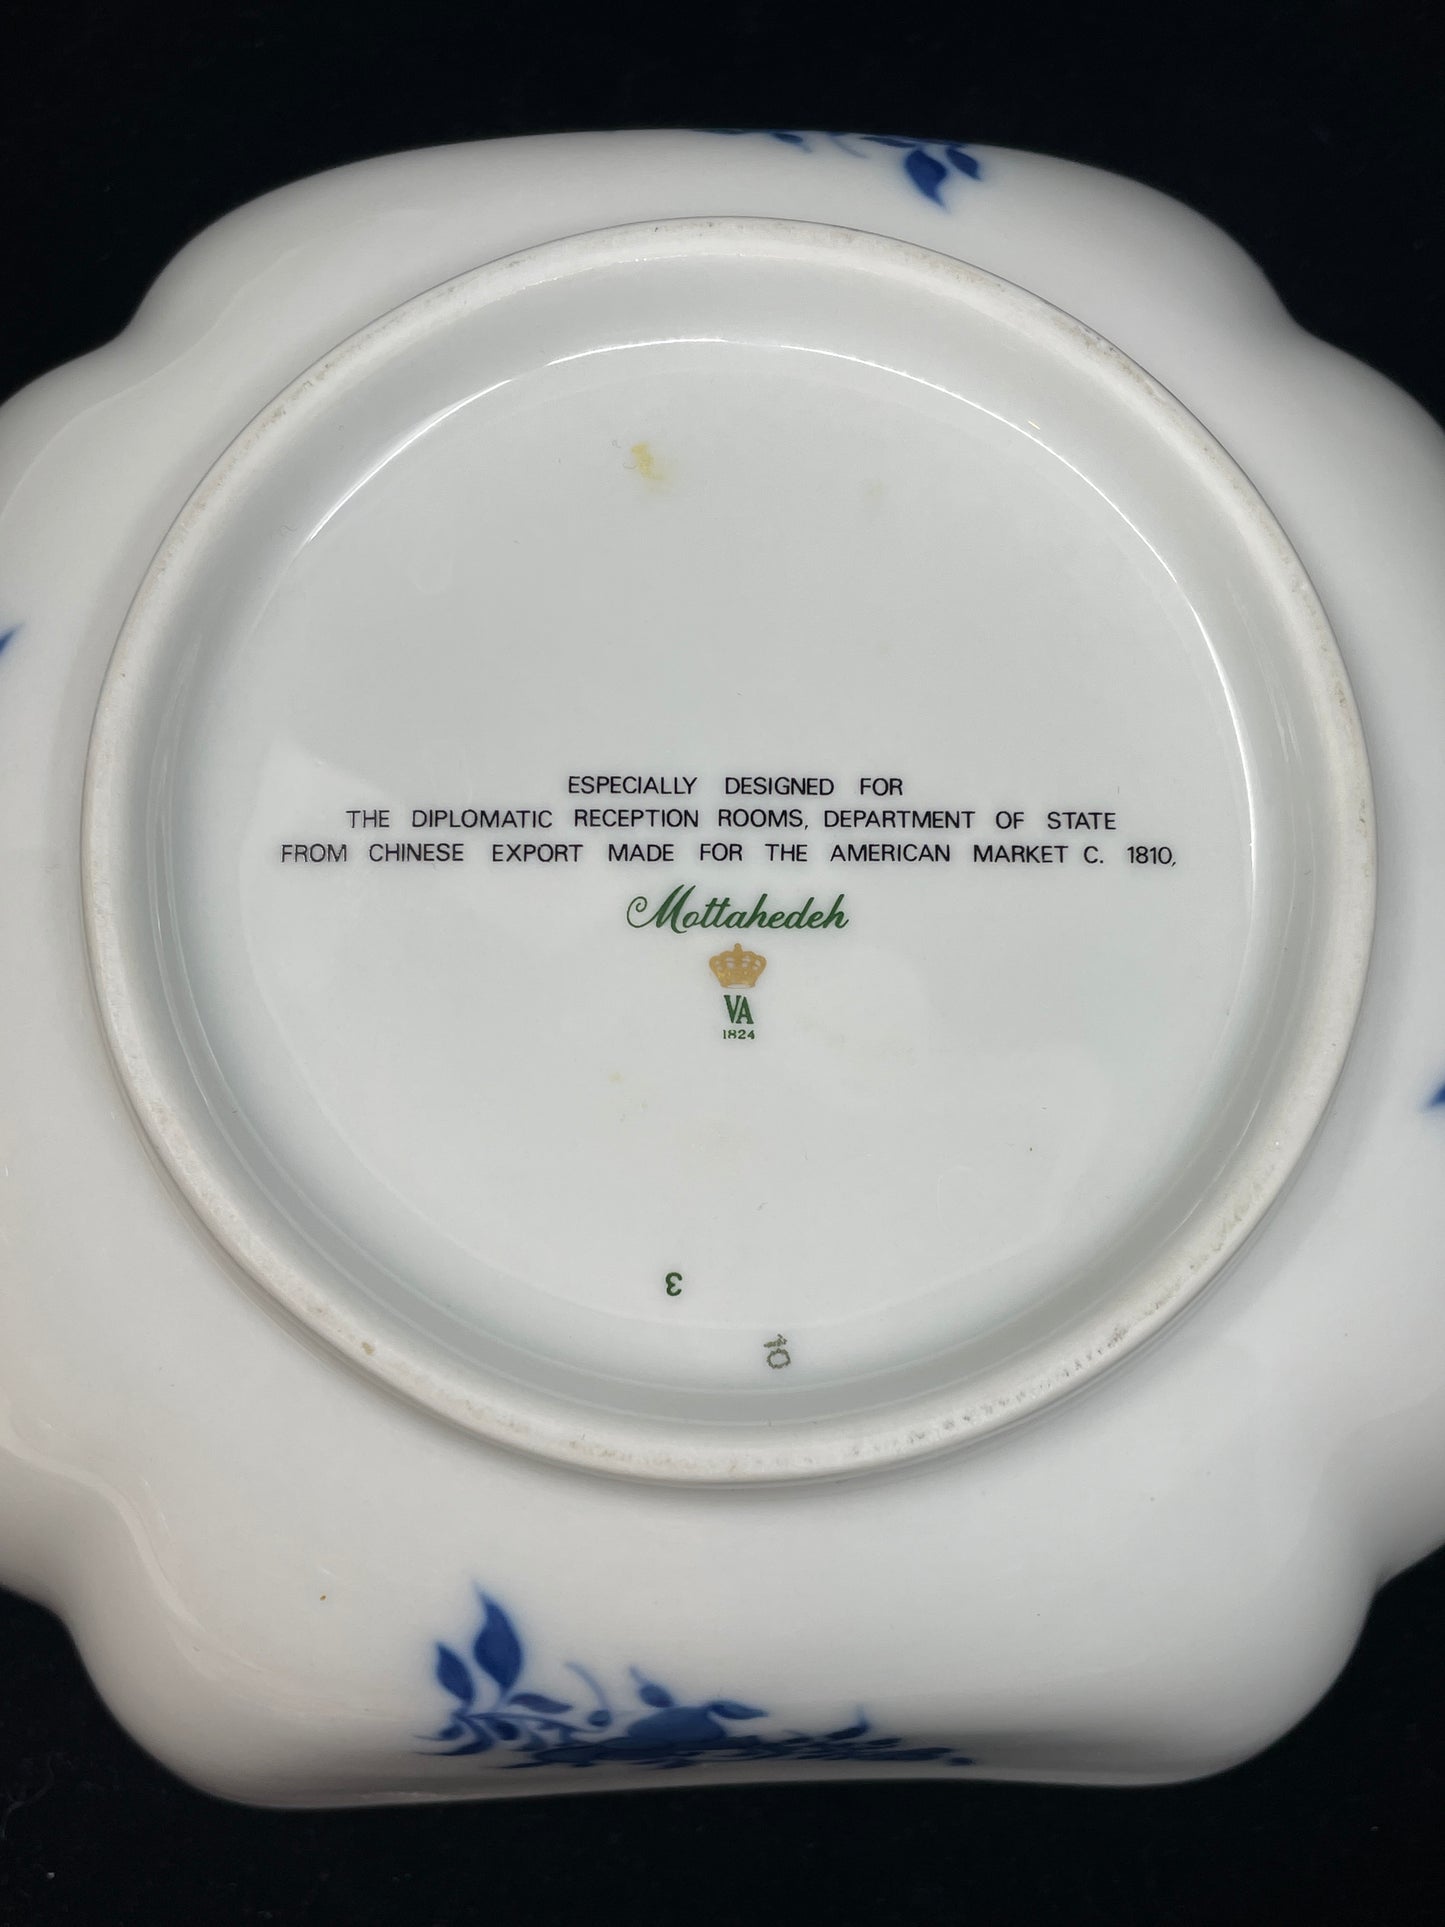 ESPECIALLY DESIGNED FOR
THE DIPLOMATIC RECEPTION ROOMS, DEPARTMENT OF STATE
FROM CHINESE EXPORT MADE FOR THE AMERICAN MARKET C. 1810,
Mottahedeh
VA
1824
3
10